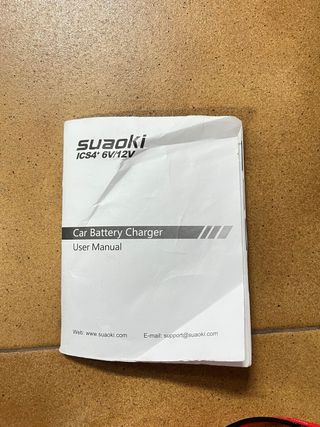 suaoki
ICS4+ 6V/12V
Car Battery Charger
User Manual
Web: www.suaoki.com E-mail: support@suaoki.com